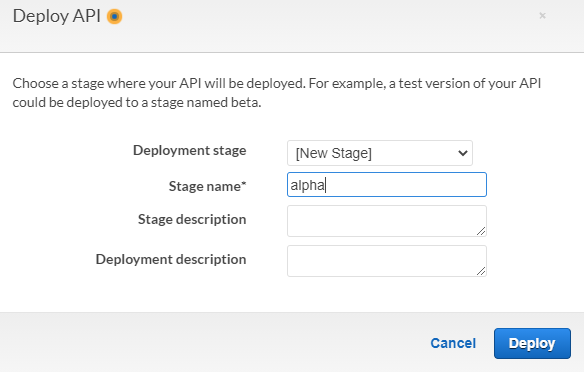 Deploy API
Choose a stage where your API will be deployed. For example, a test version of your API
could be deployed to a stage named beta.
Deployment stage [New Stage]
Stage name* alpha
Stage description
Deployment description
Cancel Deploy